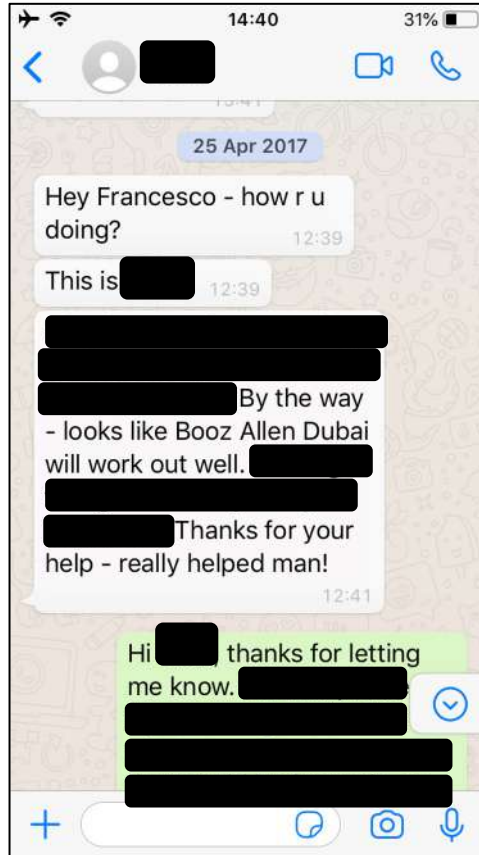 14:40
31%
25 Apr 2017
Hey Francesco - how r u
doing?
12:39
This is
12:39
By the way
- looks like Booz Allen Dubai
will work out well.
Thanks for your
help - really helped man!
12:41
Hi , thanks for letting
me know.